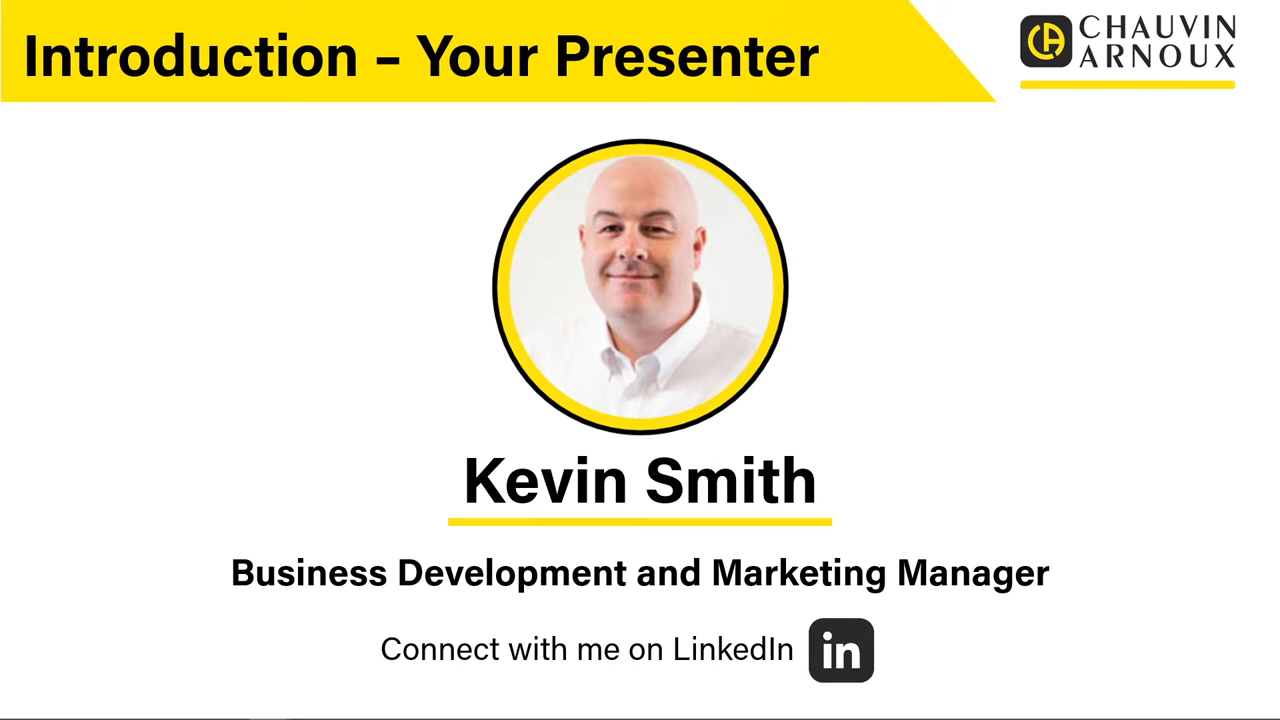 Introduction – Your Presenter
CHAUVIN
ARNOUX
Kevin Smith
Business Development and Marketing Manager
Connect with me on LinkedIn in